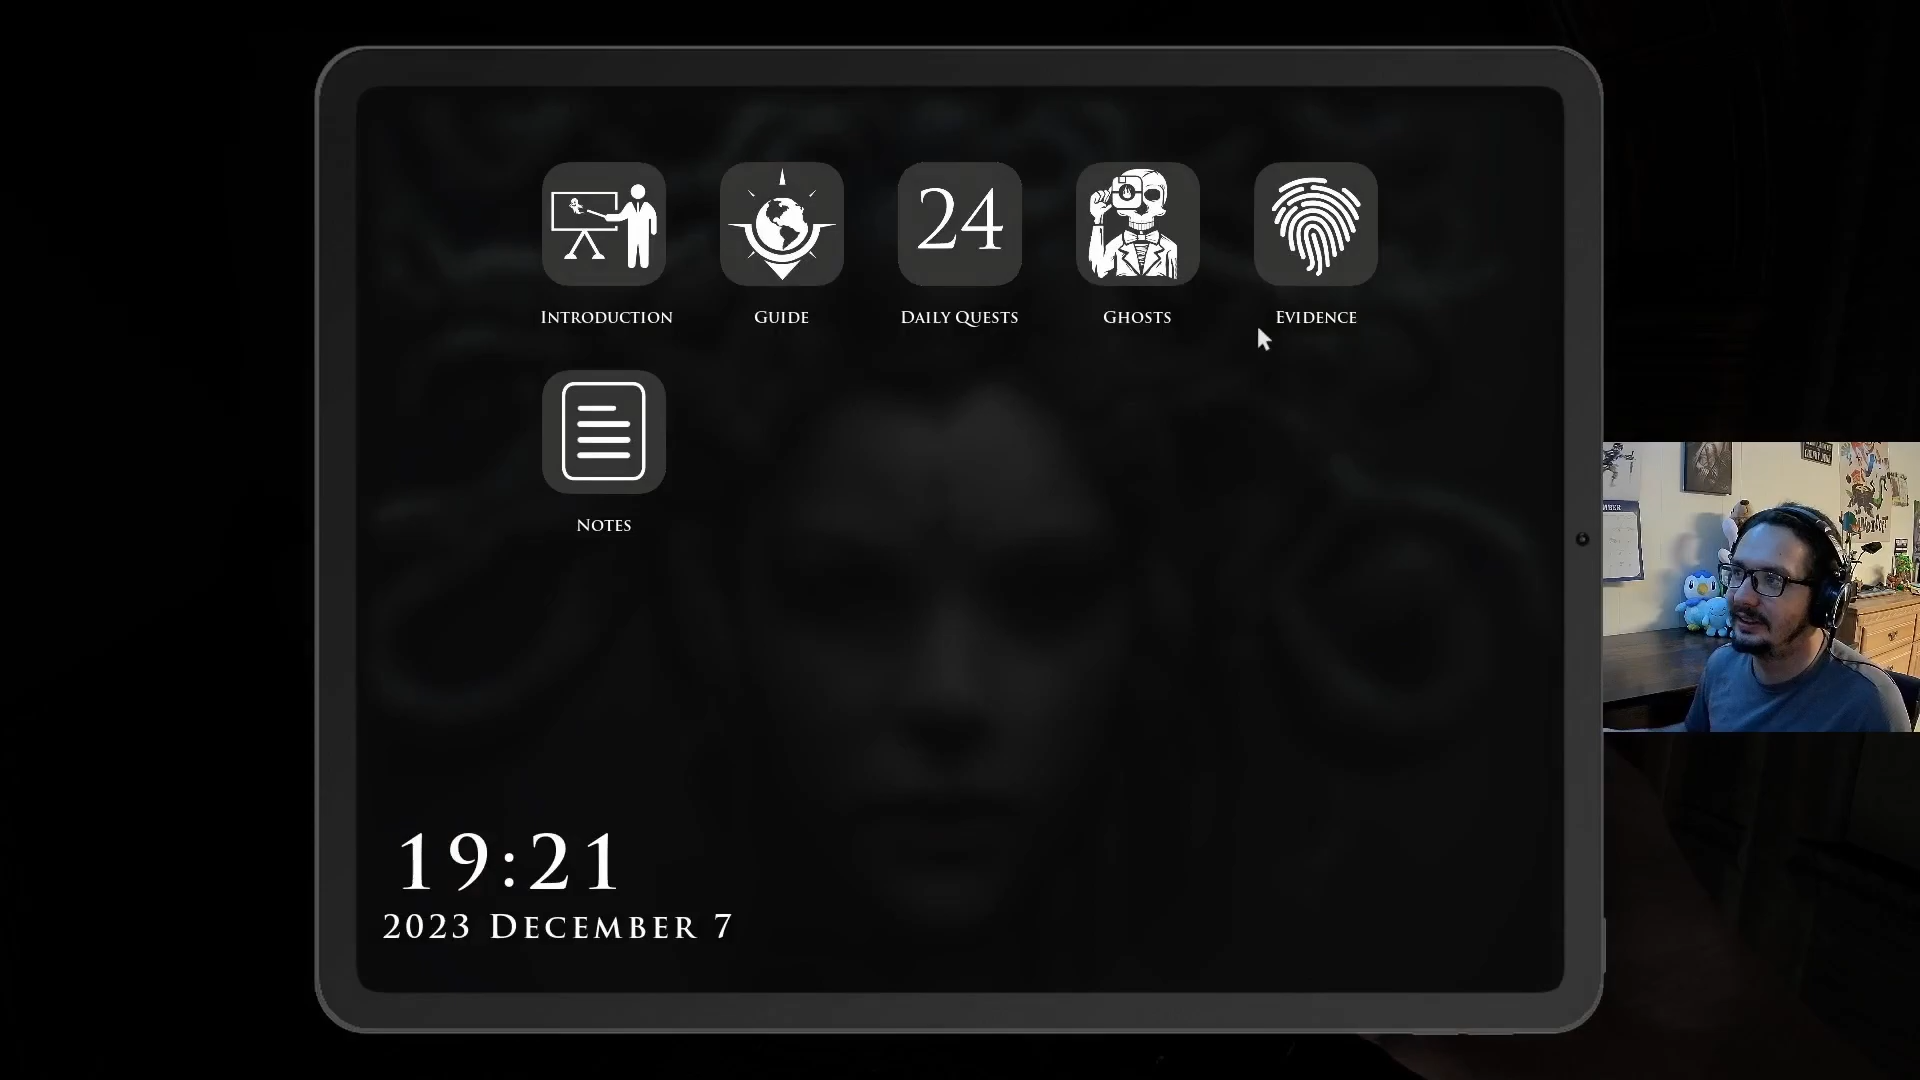 24
INTRODUCTION
GUIDE
DAILY QUESTS
GHOSTS
EVIDENCE
NOTES
19:21
2023 DECEMBER 7